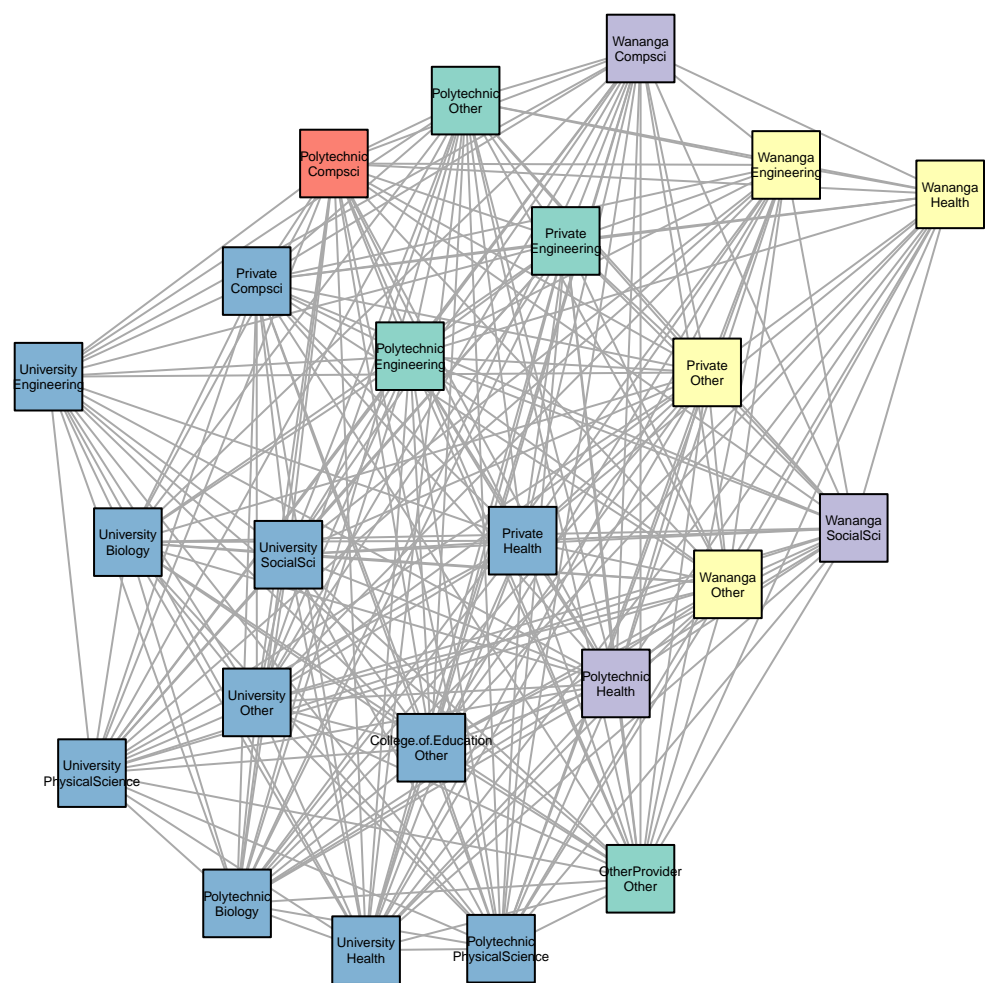 Wananga
Compsci
Polytechnic
Other
Polytechnic
Compsci
Wananga
Engineering
Wananga
Health
Private
Engineering
Private
Compsci
Polytechnic
Engineering
University
Engineering
Private
Other
Wananga
SocialSci
University
Biology
University
SocialSci
Private
Health
Wananga
Other
Polytechnic
Health
University
Other
College.of.Education
Other
University
PhysicalScience
OtherProvider
Other
Polytechnic
Biology
University
Health
Polytechnic
PhysicalScience